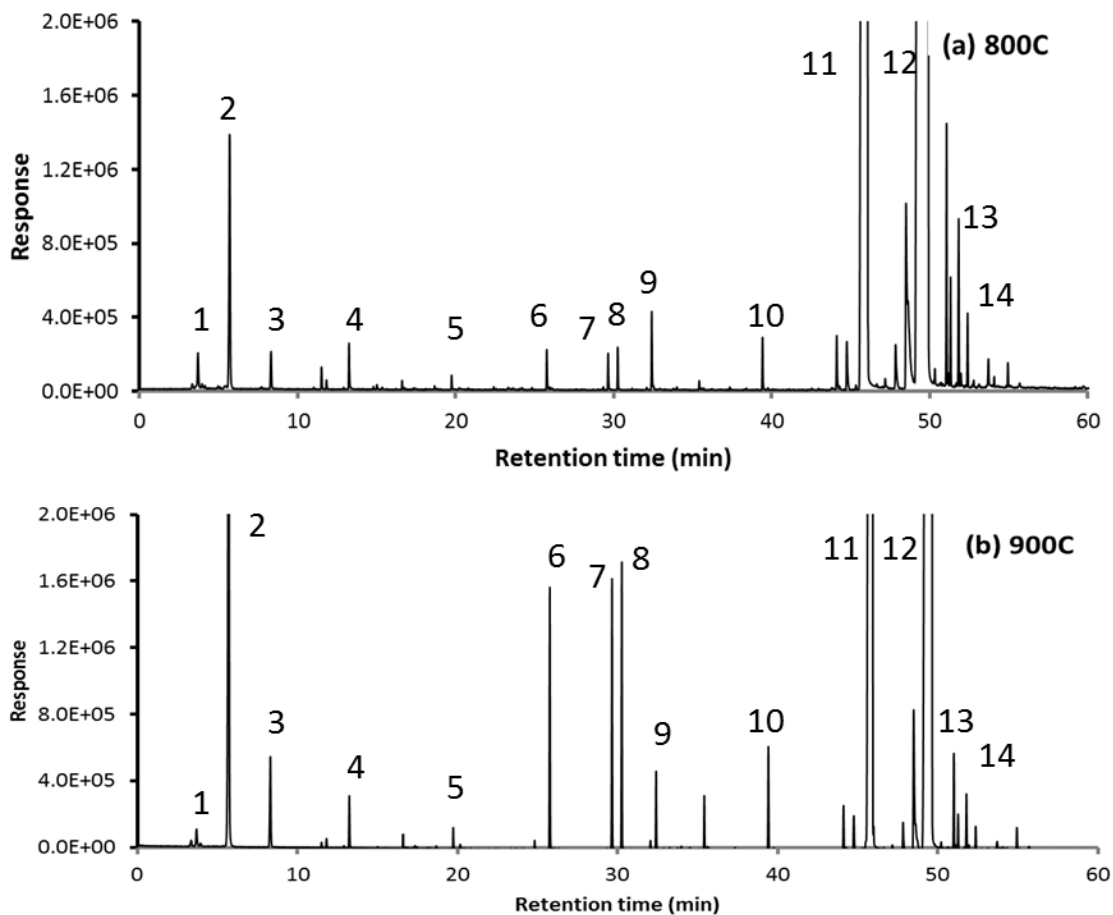 2.0E+06
11
12
(a) 800C
1.6E+06
2
1.2E+06
Response
13
8.0E+05
9
14
1
3
4
6
8
10
4.0E+05
5
7
0.0E+00
0 10 20 30 40 50 60
Retention time (min)
2.0E+06
2
11
12
(b) 900C
6
8
1.6E+06
7
1.2E+06
Response
3
9
10
13
8.0E+05
4
5
14
4.0E+05
1
0.0E+00
0 10 20 30 40 50 60
Retention time (min)